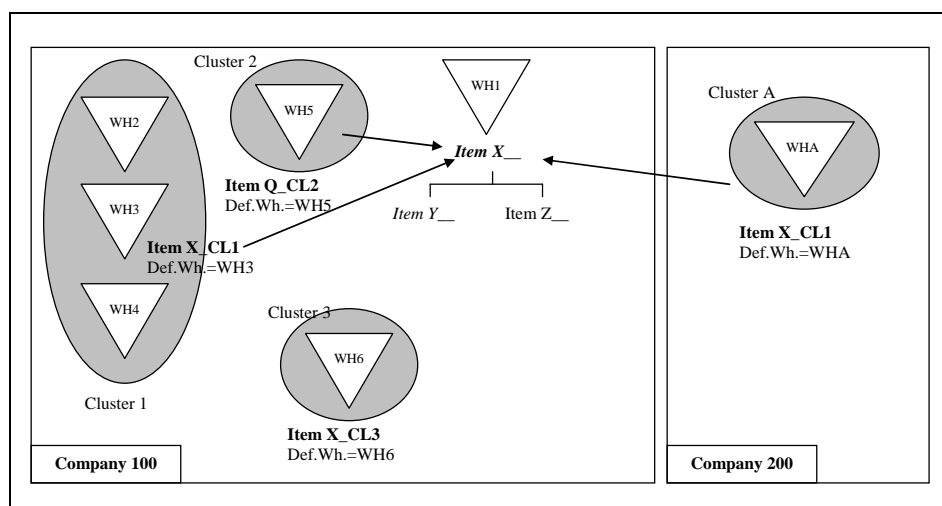 Cluster 2
WH5
Item Q_CL2
Def.Wh.=WH5
WH1
Item X__
Item Y__
Item Z__
WH2
WH3
WH4
Item X_CL1
Def.Wh.=WH3
Cluster 1
Cluster 3
WH6
Item X_CL3
Def.Wh.=WH6
Company 100
Cluster A
WHA
Item X_CL1
Def.Wh.=WHA
Company 200